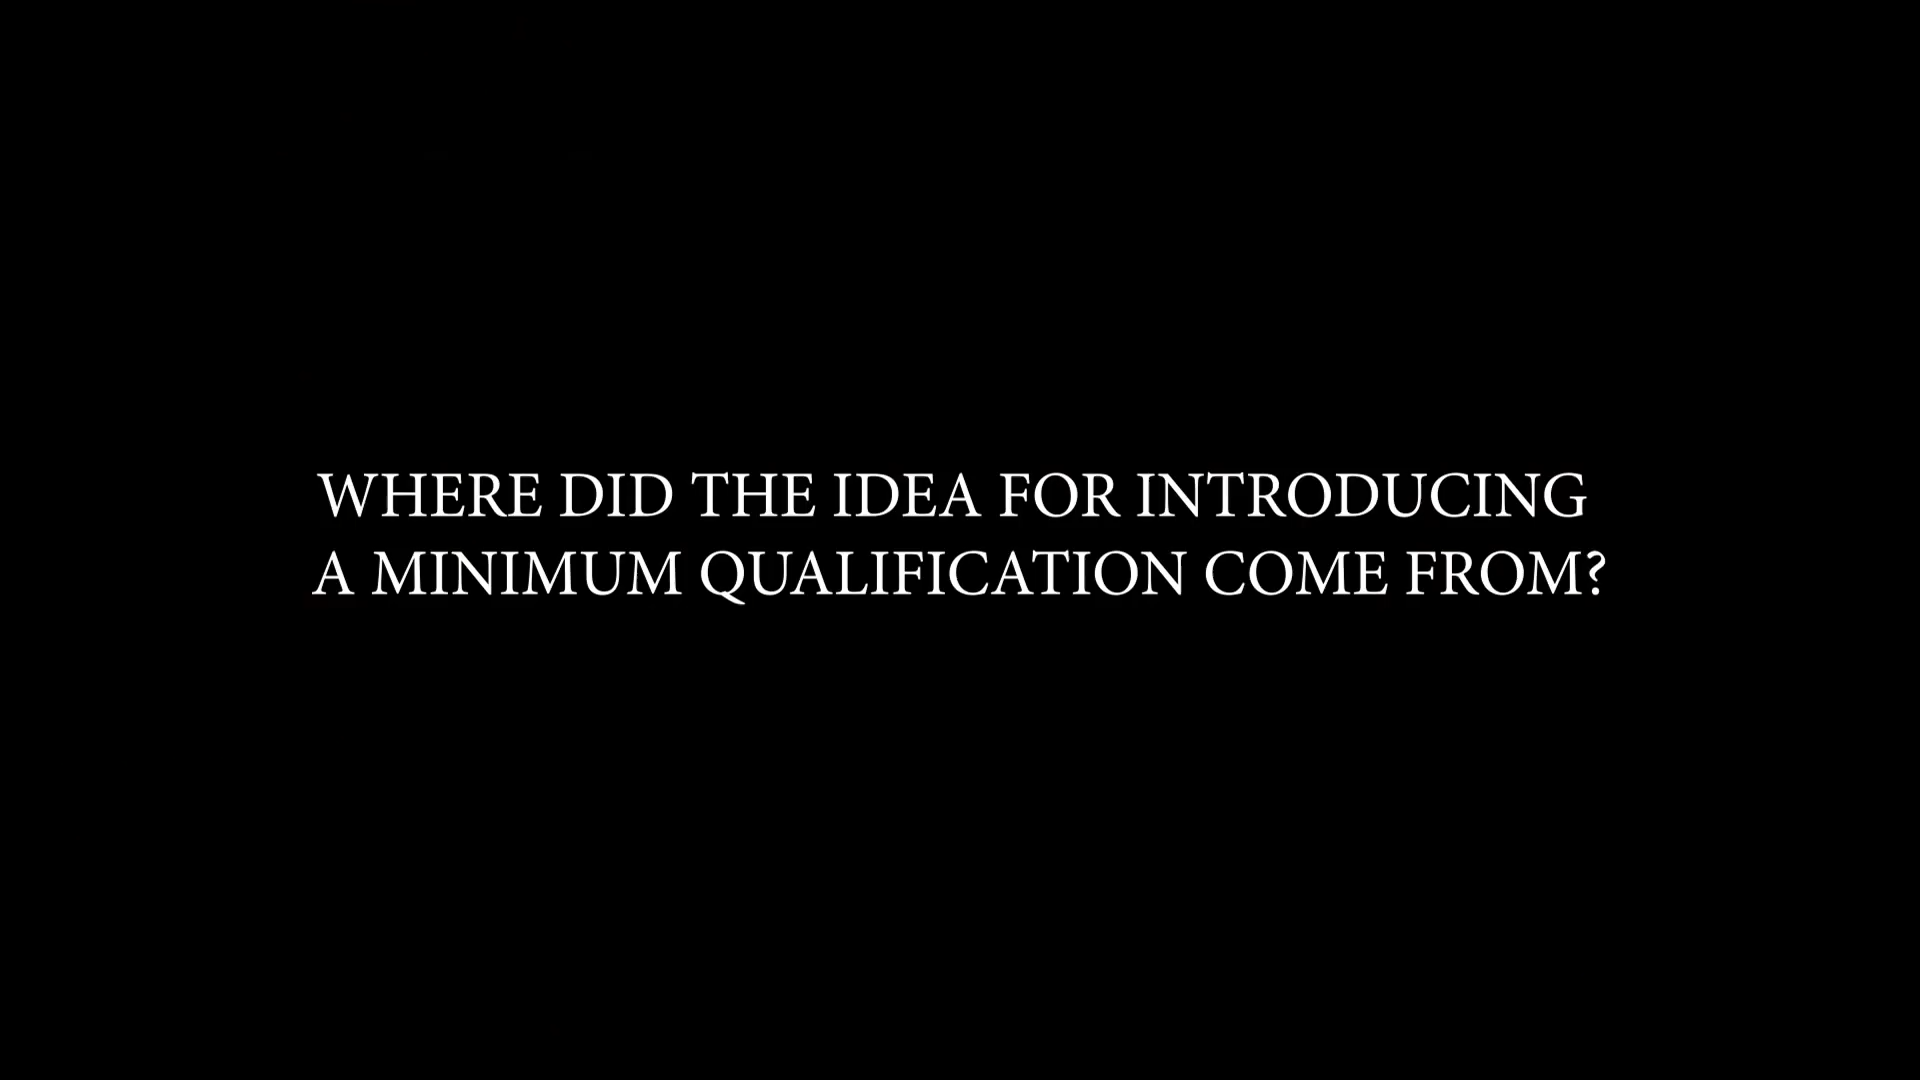 WHERE DID THE IDEA FOR INTRODUCING
A MINIMUM QUALIFICATION COME FROM?